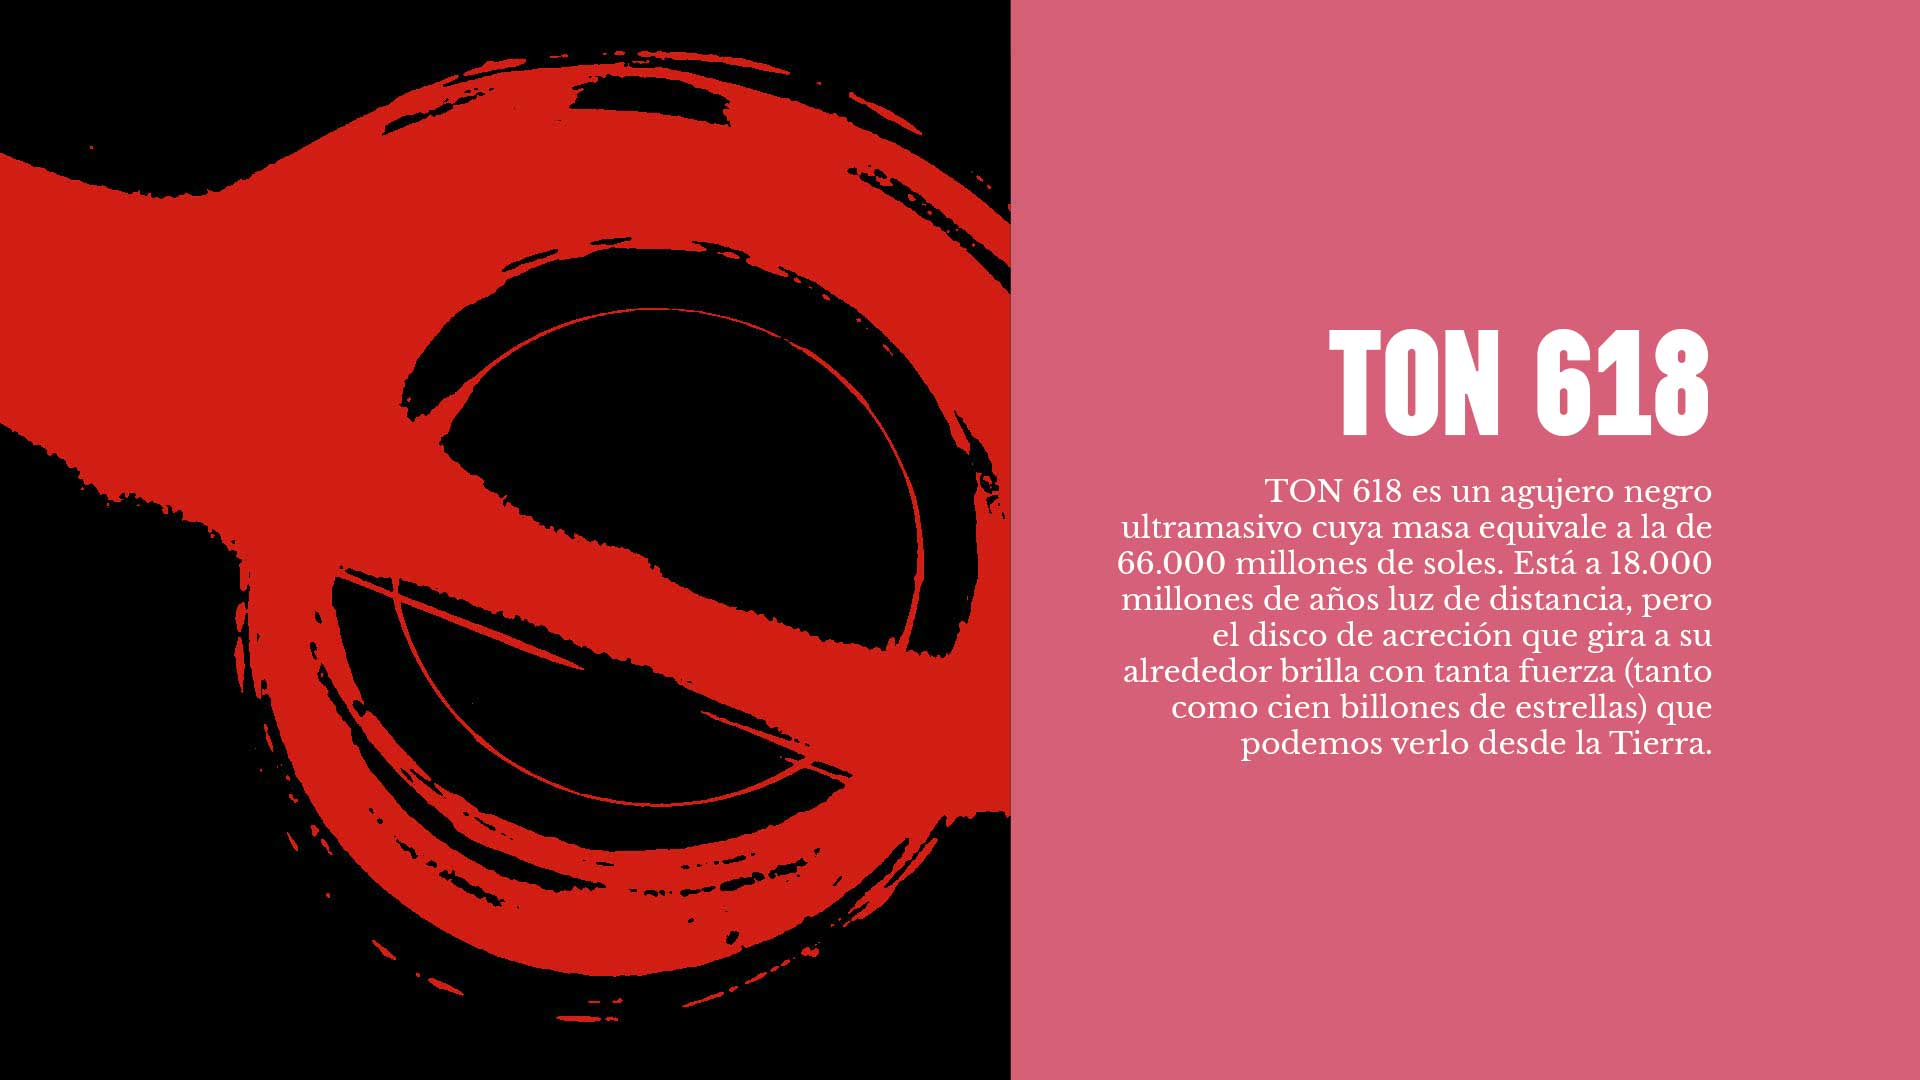 TON 618
TON 618 es un agujero negro
ultramasivo cuya masa equivale a la de
66.000 millones de soles. Está a 18.000
millones de años luz de distancia, pero
el disco de acreción que gira a su
alrededor brilla con tanta fuerza (tanto
como cien billones de estrellas) que
podemos verlo desde la Tierra.